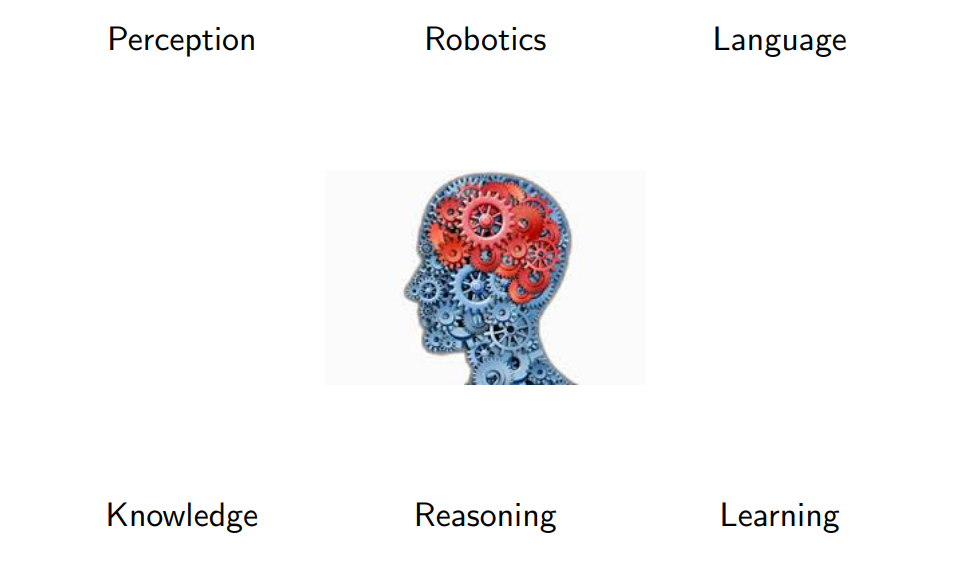 Perception Robotics Language
Knowledge Reasoning Learning